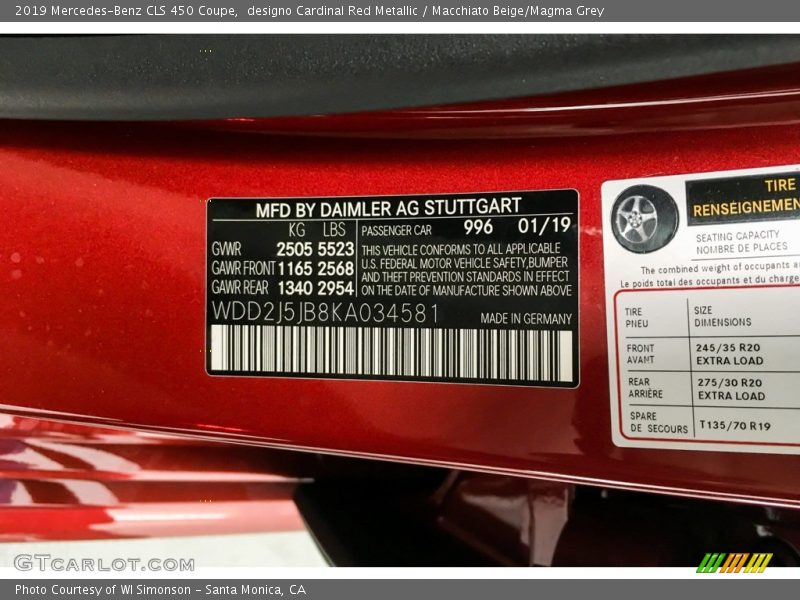 2019 Mercedes-Benz CLS 450 Coupe,  designo Cardinal Red Metallic / Macchiato Beige/Magma Grey
MFD BY DAIMLER AG STUTTGART
KG LBS PASSENGER CAR 996 01/19
GVWR 2505 5523
GAWR FRONT 1165 2568
GAWR REAR 1340 2954
THIS VEHICLE CONFORMS TO ALL APPLICABLE
U.S. FEDERAL MOTOR VEHICLE SAFETY,BUMPER
AND THEFT PREVENTION STANDARDS IN EFFECT
ON THE DATE OF MANUFACTURE SHOWN ABOVE
WDD2J5JB8KA034581 MADE IN GERMANY
TIRE
RENSEIGNEMEN
SEATING CAPACITY
NOMBRE DE PLACES
The combined weight of occupants a
Le poids total des occupants et du charge
TIRE SIZE
PNEU DIMENSIONS
FRONT 245/35 R20
AVANT EXTRA LOAD
REAR 275/30 R20
ARRIÈRE EXTRA LOAD
SPARE
DE SECOURS T135/70 R19
GTCARLOT.COM
Photo Courtesy of WI Simonson - Santa Monica, CA